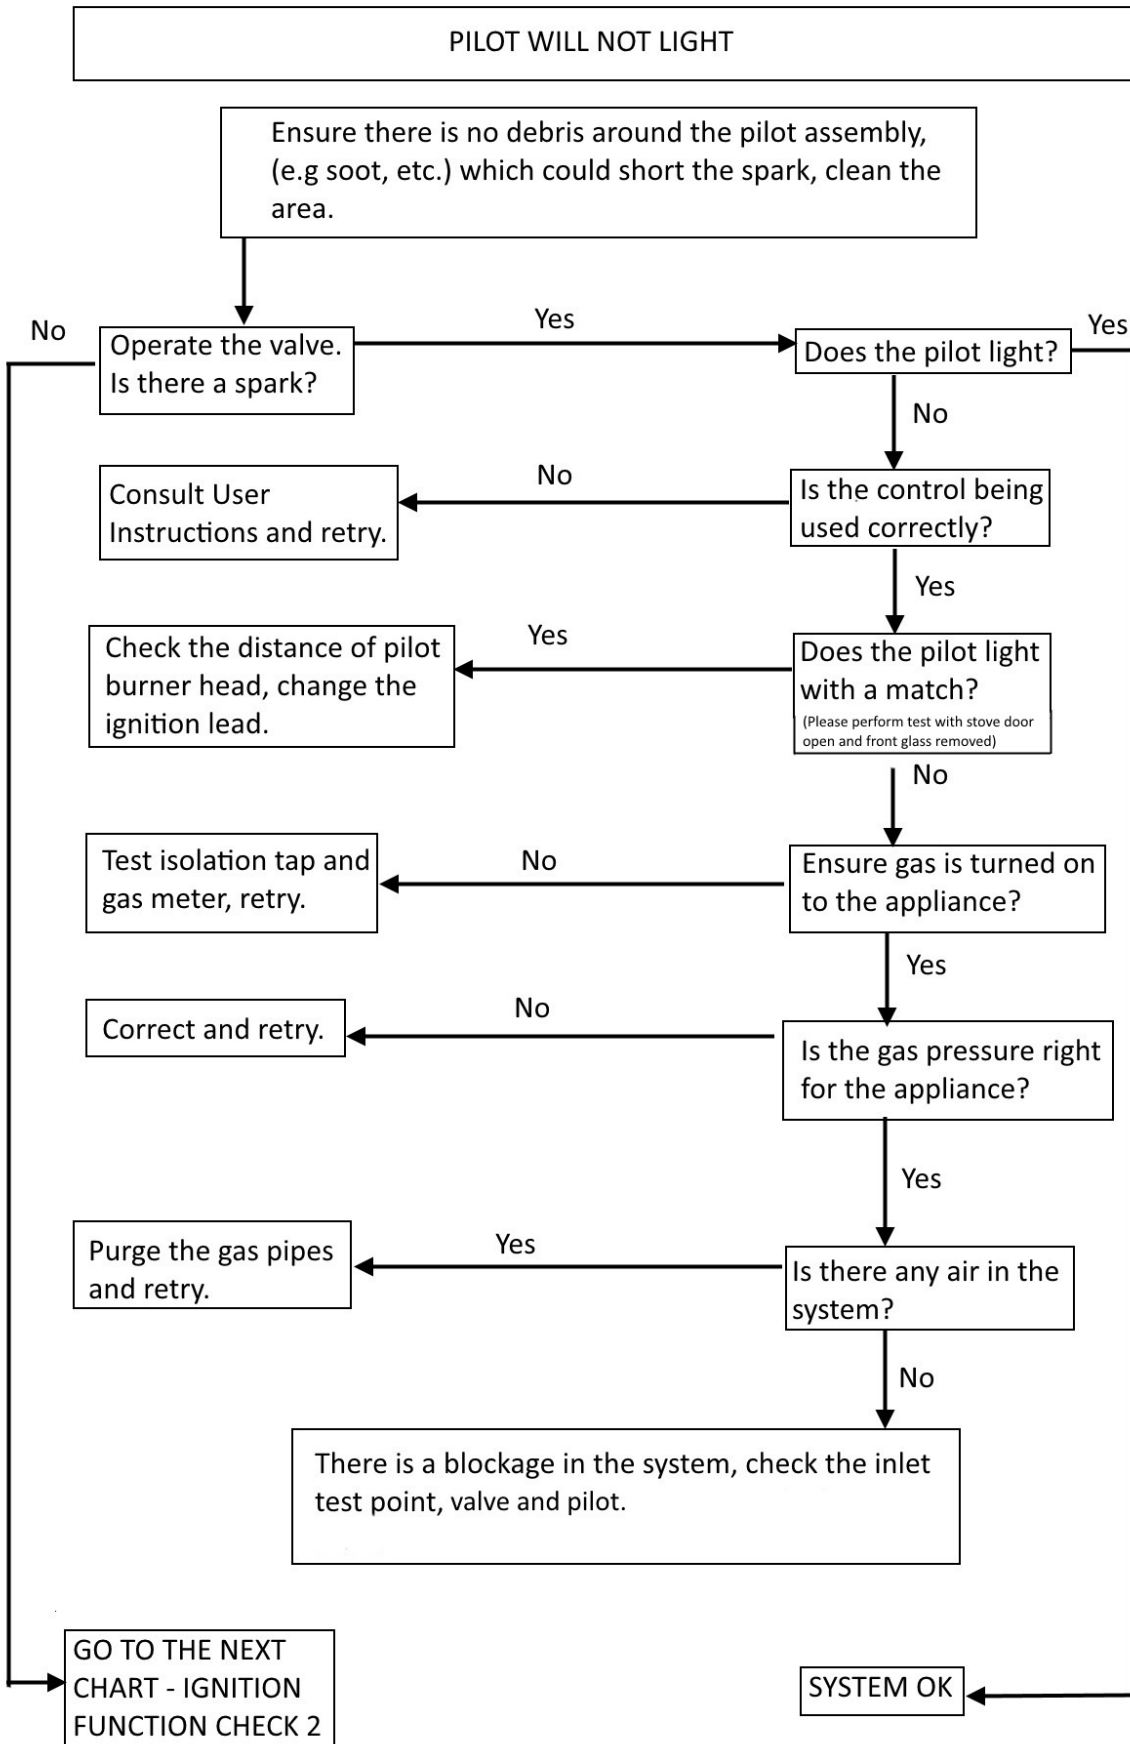 PILOT WILL NOT LIGHT
Ensure there is no debris around the pilot assembly,
(e.g soot, etc.) which could short the spark, clean the
area.
No
Operate the valve.
Is there a spark?
Yes
Does the pilot light?
Yes
No
Consult User
Instructions and retry.
No
Is the control being
used correctly?
Yes
Check the distance of pilot
burner head, change the
ignition lead.
Yes
Does the pilot light
with a match?
(Please perform test with stove door
open and front glass removed)
No
Test isolation tap and
gas meter, retry.
No
Ensure gas is turned on
to the appliance?
Yes
Correct and retry.
No
Is the gas pressure right
for the appliance?
Yes
Purge the gas pipes
and retry.
Yes
Is there any air in the
system?
No
There is a blockage in the system, check the inlet
test point, valve and pilot.
GO TO THE NEXT
CHART - IGNITION
FUNCTION CHECK 2
SYSTEM OK